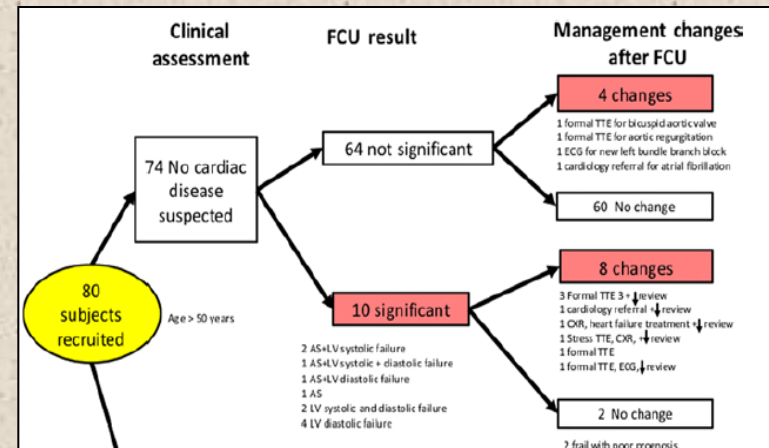 Clinical
assessment
FCU result
Management changes
after FCU
80
subjects
recruited
Age > 50 years
74 No cardiac
disease
suspected
64 not significant
4 changes
1 formal TTE for bicuspid aortic valve
1 formal TTE for aortic regurgitation
1 ECG for new left bundle branch block
1 cardiology referral for atrial fibrillation
60 No change
10 significant
2 AS+LV systolic failure
1 AS+LV systolic + diastolic failure
1 AS+LV diastolic failure
1 AS
2 LV systolic and diastolic failure
4 LV diastolic failure
8 changes
3 Formal TTE 3 +↓review
1 cardiology referral +↓review
1 CXR, heart failure treatment +↓review
1 Stress TTE, CXR, +↓review
1 formal TTE
1 formal TTE, ECG,↓review
2 No change
2 frail with poor prognosis